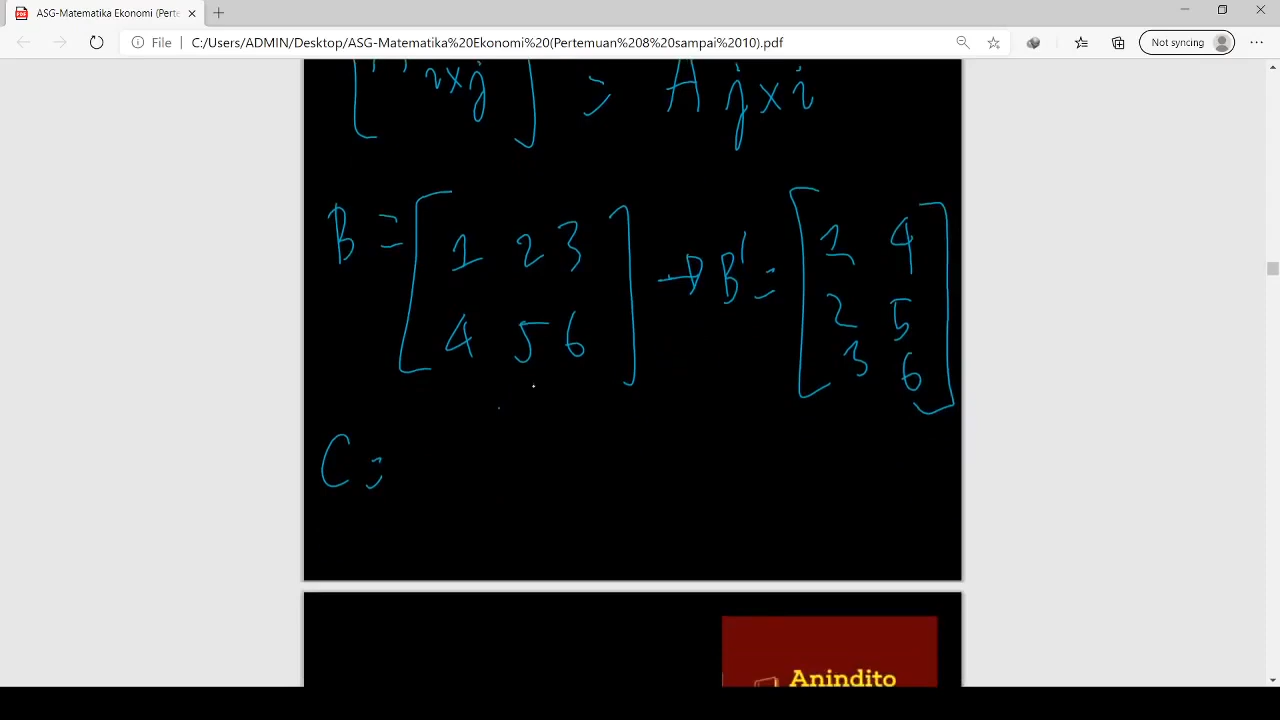 ASG-Matematika Ekonomi (Perte
File C:/Users/ADMIN/Desktop/ASG-Matematika%20Ekonomi%20(Pertemuan%208%20sampai%2010).pdf Not syncing
i×j ] = A j×i
B = [ 1 2 3 → B' = [ 1 4
4 5 6 ] 2 5
3 6 ]
C =
Anindito